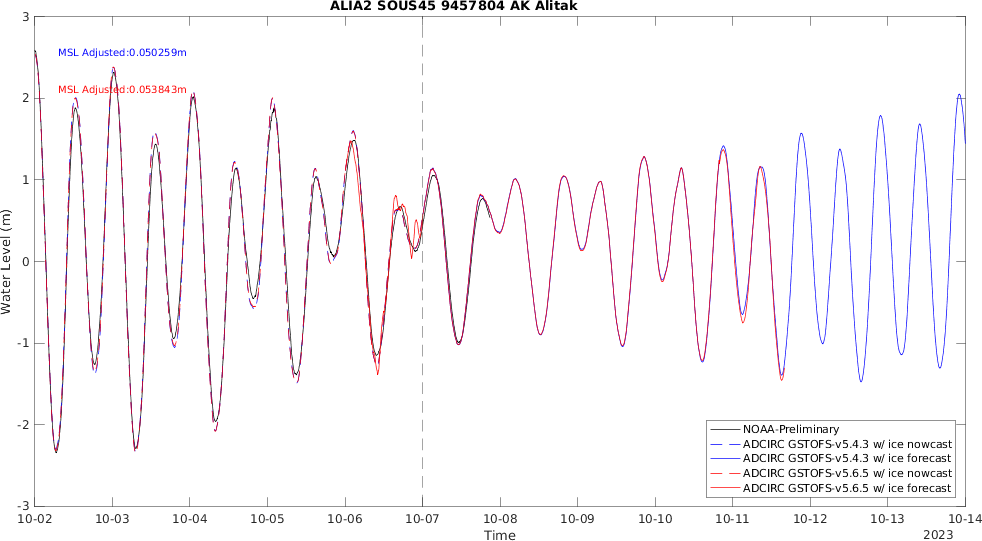 ALIA2 SOUS45 9457804 AK Alitak
MSL Adjusted:0.050259m
MSL Adjusted:0.053843m
Water Level (m)
3
2
1
0
-1
-2
-3
NOAA-Preliminary
ADCIRC GSTOFS-v5.4.3 w/ ice nowcast
ADCIRC GSTOFS-v5.4.3 w/ ice forecast
ADCIRC GSTOFS-v5.6.5 w/ ice nowcast
ADCIRC GSTOFS-v5.6.5 w/ ice forecast
10-02 10-03 10-04 10-05 10-06 10-07 10-08 10-09 10-10 10-11 10-12 10-13 10-14
Time
2023